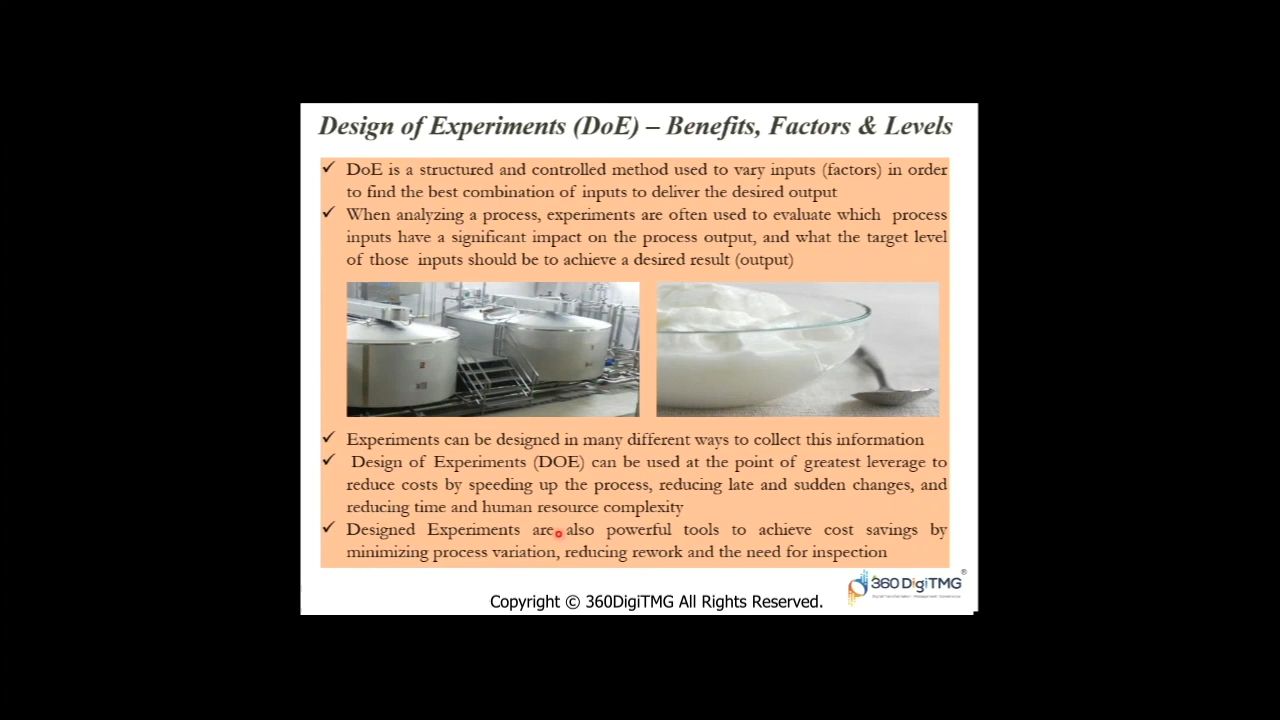 Design of Experiments (DoE) – Benefits, Factors & Levels
✓ DoE is a structured and controlled method used to vary inputs (factors) in order
to find the best combination of inputs to deliver the desired output
✓ When analyzing a process, experiments are often used to evaluate which process
inputs have a significant impact on the process output, and what the target level
of those inputs should be to achieve a desired result (output)
✓ Experiments can be designed in many different ways to collect this information
✓ Design of Experiments (DOE) can be used at the point of greatest leverage to
reduce costs by speeding up the process, reducing late and sudden changes, and
reducing time and human resource complexity
✓ Designed Experiments are also powerful tools to achieve cost savings by
minimizing process variation, reducing rework and the need for inspection
360DigiTMG ®
Copyright © 360DigiTMG All Rights Reserved.